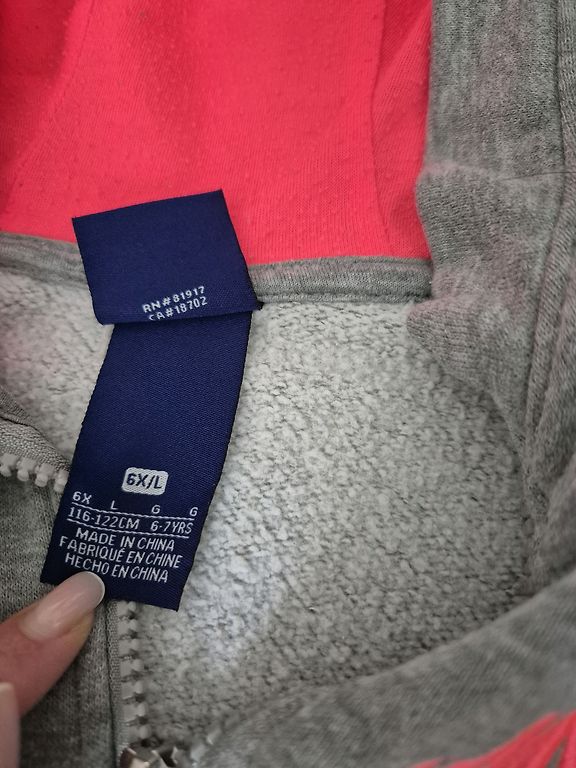 RN#81917
CA#18702
6X/L
6X L G G
116-122CM 6-7YRS
MADE IN CHINA
FABRIQUÉ EN CHINE
HECHO EN CHINA